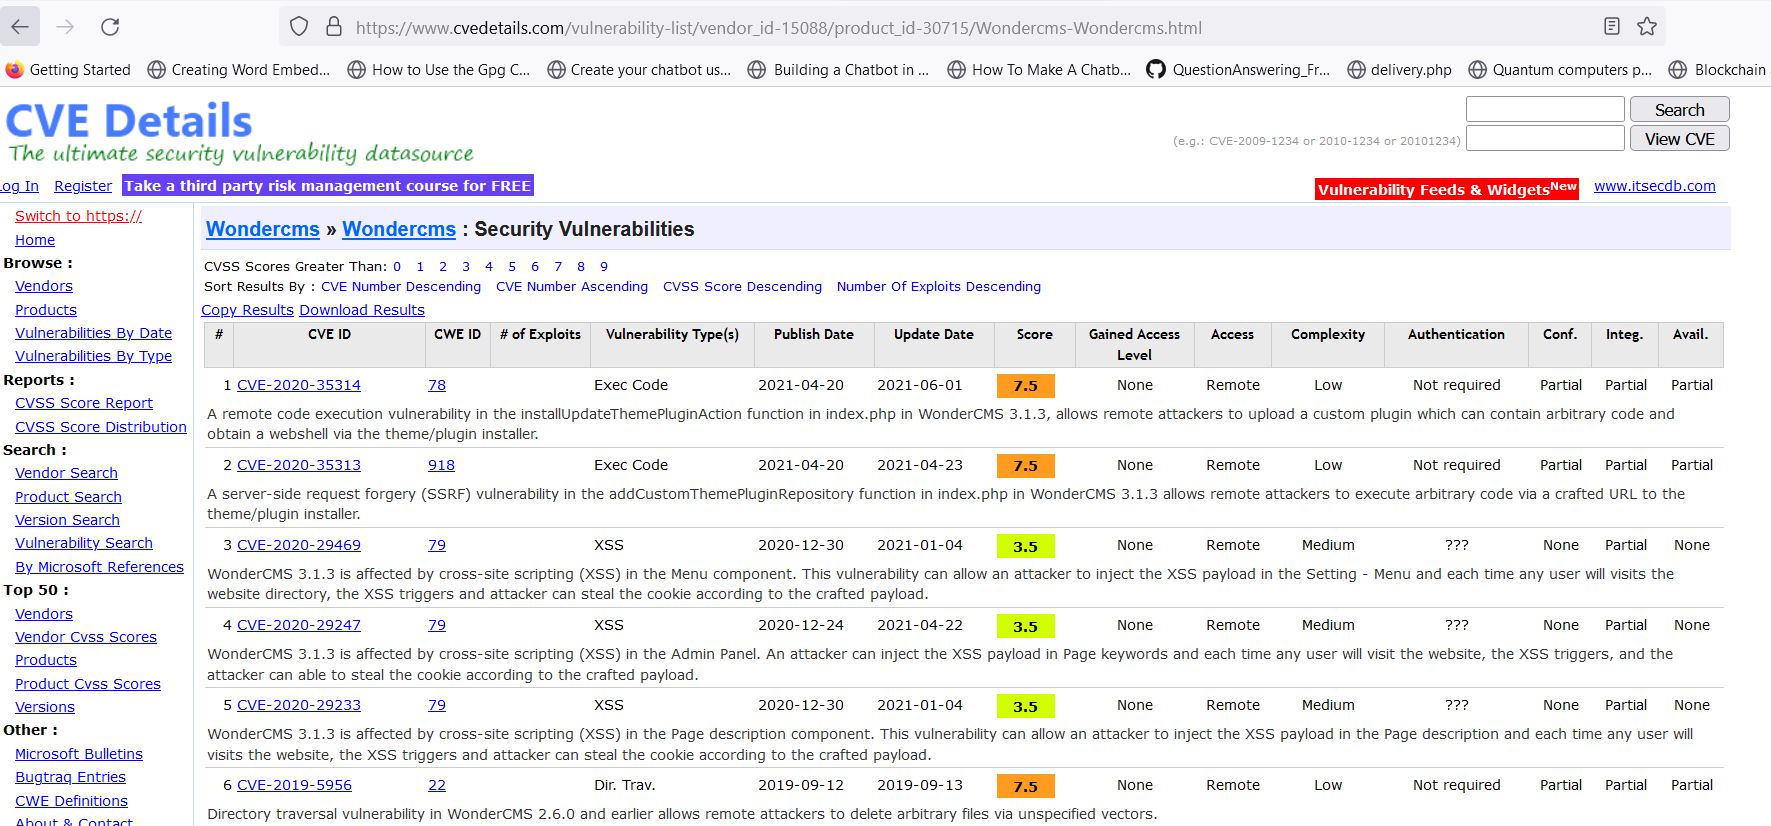 https://www.cvedetails.com/vulnerability-list/vendor_id-15088/product_id-30715/Wondercms-Wondercms.html
Getting Started Creating Word Embed... How to Use the Gpg C... Create your chatbot us... Building a Chatbot in ... How To Make A Chatb... QuestionAnswering_Fr... delivery.php Quantum computers p... Blockchain
CVE Details
The ultimate security vulnerability datasource
Search
(e.g.: CVE-2009-1234 or 2010-1234 or 20101234) View CVE
og In Register Take a third party risk management course for FREE
Vulnerability Feeds & WidgetsNew www.itsecdb.com
Switch to https://
Home
Browse :
Vendors
Products
Vulnerabilities By Date
Vulnerabilities By Type
Reports :
CVSS Score Report
CVSS Score Distribution
Search :
Vendor Search
Product Search
Version Search
Vulnerability Search
By Microsoft References
Top 50 :
Vendors
Vendor Cvss Scores
Products
Product Cvss Scores
Versions
Other :
Microsoft Bulletins
Bugtraq Entries
CWE Definitions
About & Contact
Wondercms » Wondercms : Security Vulnerabilities
CVSS Scores Greater Than: 0 1 2 3 4 5 6 7 8 9
Sort Results By : CVE Number Descending CVE Number Ascending CVSS Score Descending Number Of Exploits Descending
Copy Results Download Results
# CVE ID CWE ID # of Exploits Vulnerability Type(s) Publish Date Update Date Score Gained Access Level Access Complexity Authentication Conf. Integ. Avail.
1 CVE-2020-35314 78 Exec Code 2021-04-20 2021-06-01 7.5 None Remote Low Not required Partial Partial Partial
A remote code execution vulnerability in the installUpdateThemePluginAction function in index.php in WonderCMS 3.1.3, allows remote attackers to upload a custom plugin which can contain arbitrary code and
obtain a webshell via the theme/plugin installer.
2 CVE-2020-35313 918 Exec Code 2021-04-20 2021-04-23 7.5 None Remote Low Not required Partial Partial Partial
A server-side request forgery (SSRF) vulnerability in the addCustomThemePluginRepository function in index.php in WonderCMS 3.1.3 allows remote attackers to execute arbitrary code via a crafted URL to the
theme/plugin installer.
3 CVE-2020-29469 79 XSS 2020-12-30 2021-01-04 3.5 None Remote Medium ??? None Partial None
WonderCMS 3.1.3 is affected by cross-site scripting (XSS) in the Menu component. This vulnerability can allow an attacker to inject the XSS payload in the Setting - Menu and each time any user will visits the
website directory, the XSS triggers and attacker can steal the cookie according to the crafted payload.
4 CVE-2020-29247 79 XSS 2020-12-24 2021-04-22 3.5 None Remote Medium ??? None Partial None
WonderCMS 3.1.3 is affected by cross-site scripting (XSS) in the Admin Panel. An attacker can inject the XSS payload in Page keywords and each time any user will visit the website, the XSS triggers, and the
attacker can able to steal the cookie according to the crafted payload.
5 CVE-2020-29233 79 XSS 2020-12-30 2021-01-04 3.5 None Remote Medium ??? None Partial None
WonderCMS 3.1.3 is affected by cross-site scripting (XSS) in the Page description component. This vulnerability can allow an attacker to inject the XSS payload in the Page description and each time any user will
visits the website, the XSS triggers and attacker can steal the cookie according to the crafted payload.
6 CVE-2019-5956 22 Dir. Trav. 2019-09-12 2019-09-13 7.5 None Remote Low Not required Partial Partial Partial
Directory traversal vulnerability in WonderCMS 2.6.0 and earlier allows remote attackers to delete arbitrary files via unspecified vectors.